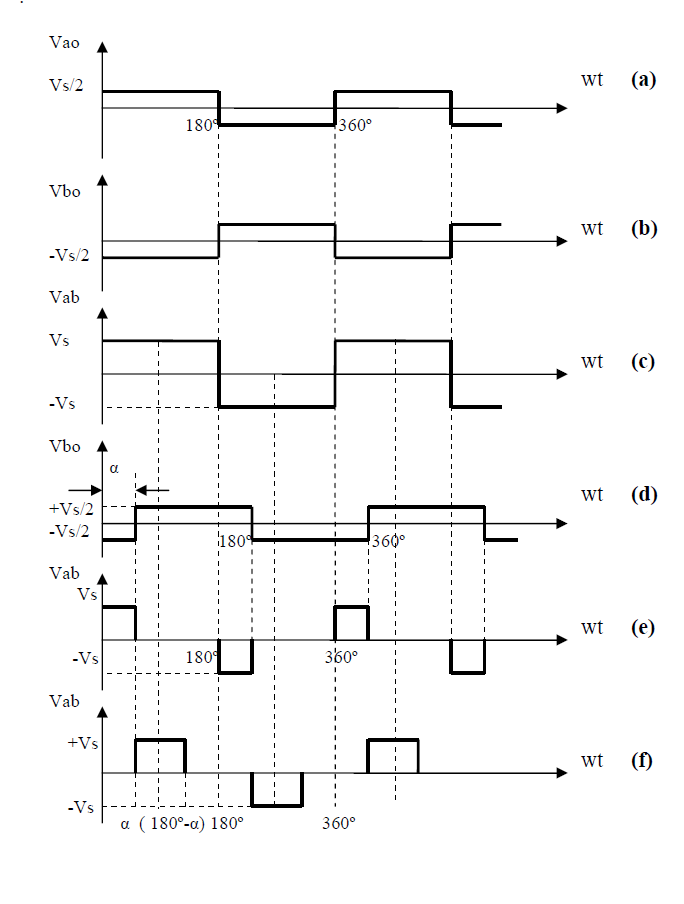 Vao
Vs/2
wt (a)
180° 360°
Vbo
wt (b)
-Vs/2
Vab
Vs
wt (c)
-Vs
Vbo
α
+Vs/2
wt (d)
-Vs/2
180° 360°
Vab
Vs
wt (e)
-Vs 180° 360°
Vab
+Vs
wt (f)
-Vs
α ( 180°-α) 180° 360°